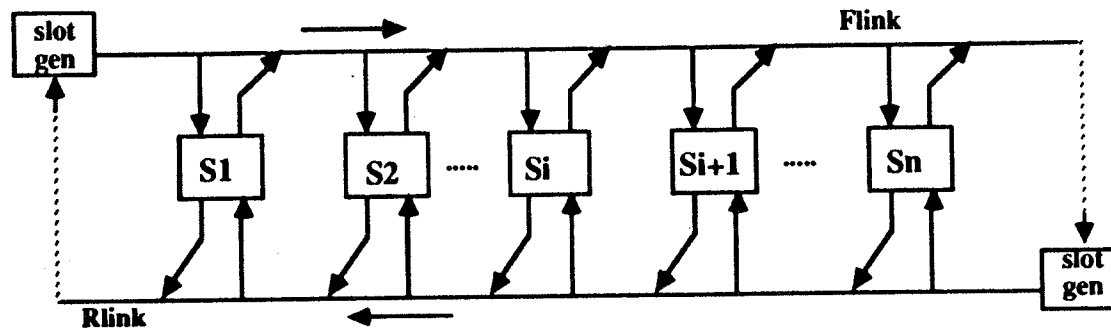 slot
gen
Flink
S1
S2
.....
Si
Si+1
.....
Sn
slot
gen
Rlink